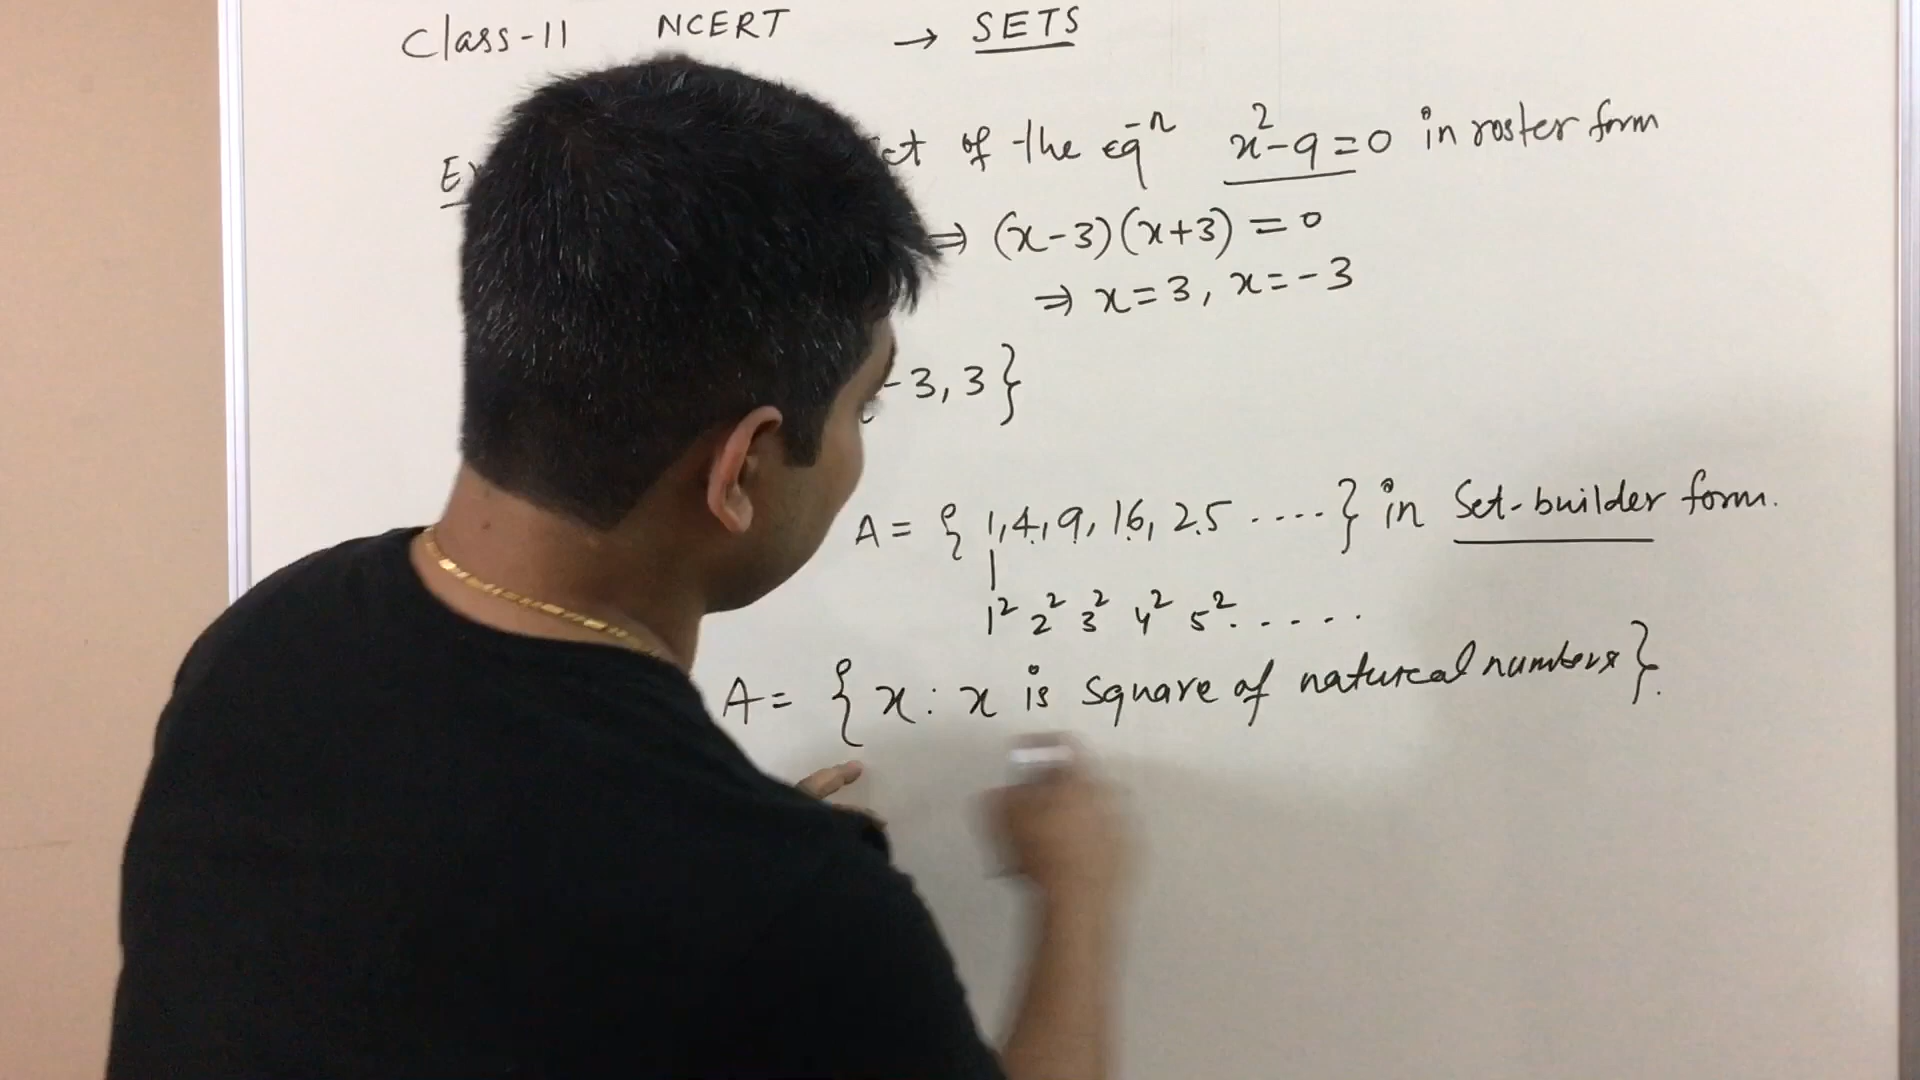 Class-11 NCERT → SETS
of the eqⁿ x²-9=0 in roster form
⇒ (x-3)(x+3) = 0
⇒ x=3, x=-3
-3, 3}
A = { 1, 4, 9, 16, 25 ....} in Set-builder form.
1² 2² 3² 4² 5² .....
A = { x : x is square of natural numbers}.